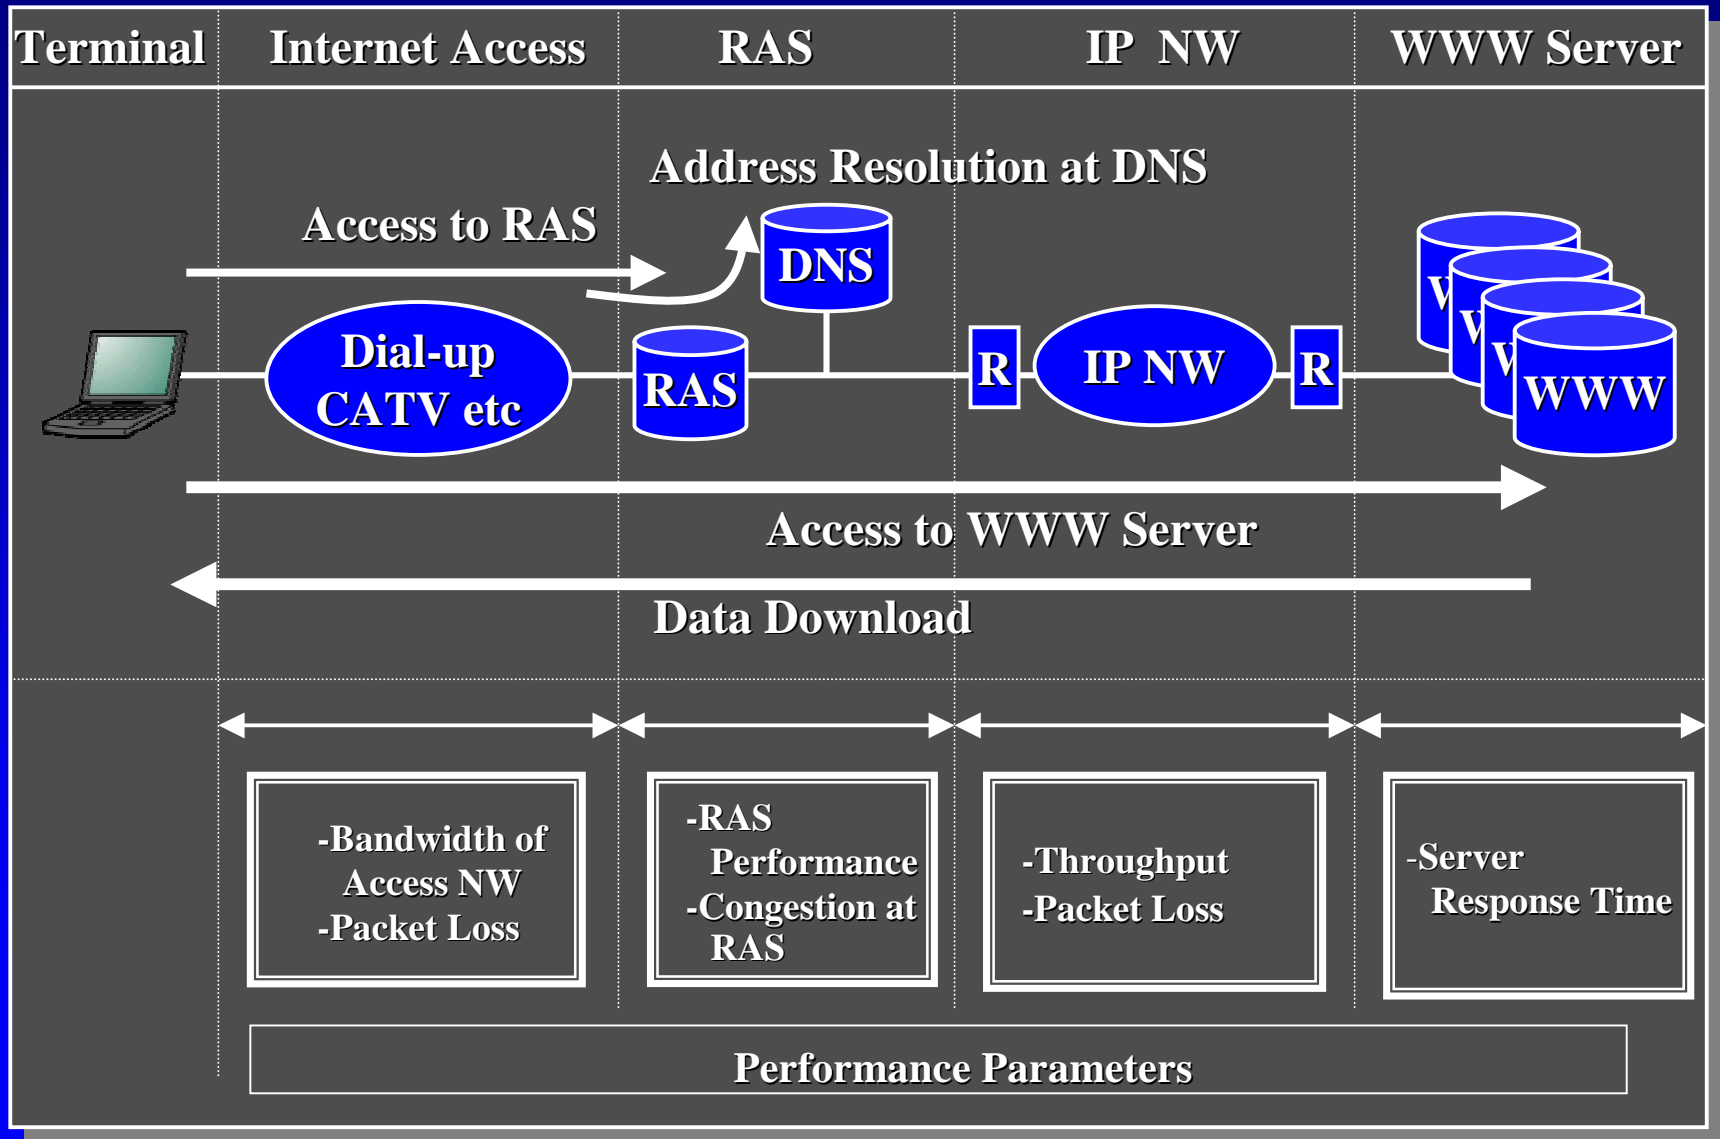 Terminal
Internet Access
RAS
IP NW
WWW Server
Address Resolution at DNS
Access to RAS
DNS
Dial-up
CATV etc
RAS
R
IP NW
R
W
W
W
WWW
Access to WWW Server
Data Download
-Bandwidth of
Access NW
-Packet Loss
-RAS
Performance
-Congestion at
RAS
-Throughput
-Packet Loss
-Server
Response Time
Performance Parameters